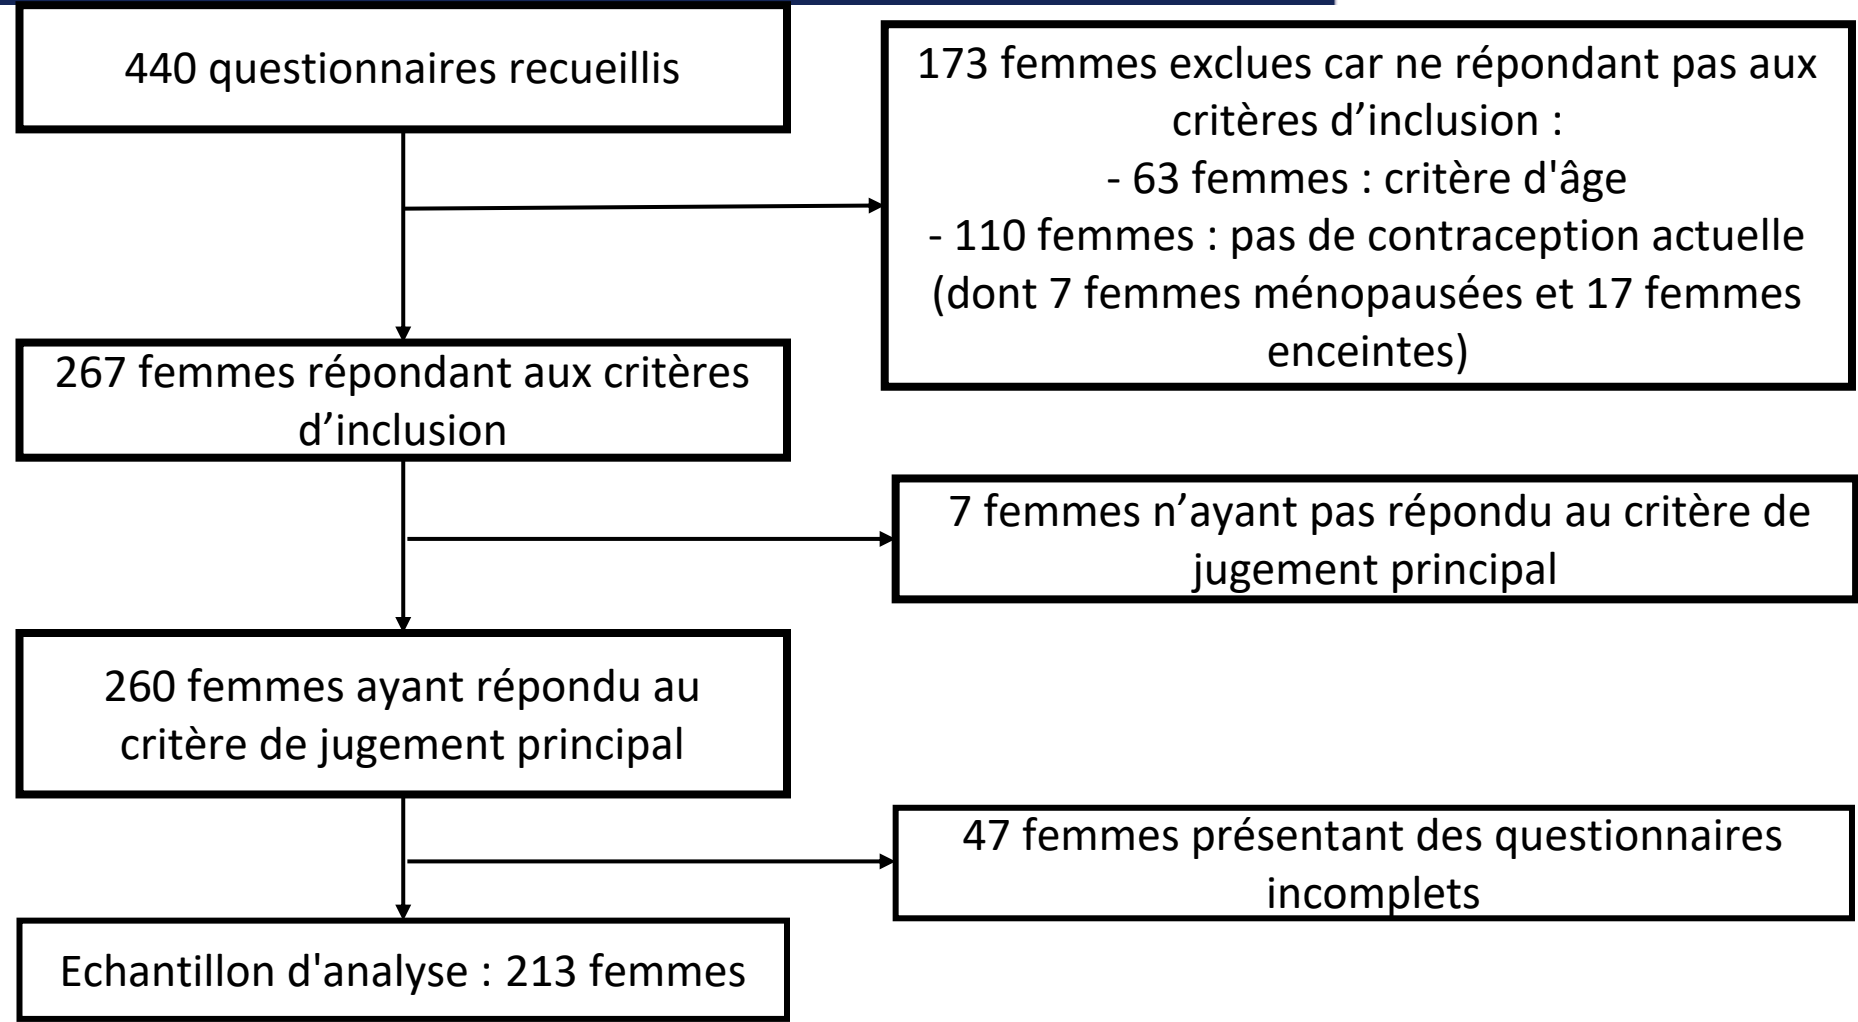 440 questionnaires recueillis
173 femmes exclues car ne répondant pas aux
critères d’inclusion :
- 63 femmes : critère d'âge
- 110 femmes : pas de contraception actuelle
(dont 7 femmes ménopausées et 17 femmes
enceintes)
267 femmes répondant aux critères
d’inclusion
7 femmes n’ayant pas répondu au critère de
jugement principal
260 femmes ayant répondu au
critère de jugement principal
47 femmes présentant des questionnaires
incomplets
Echantillon d'analyse : 213 femmes